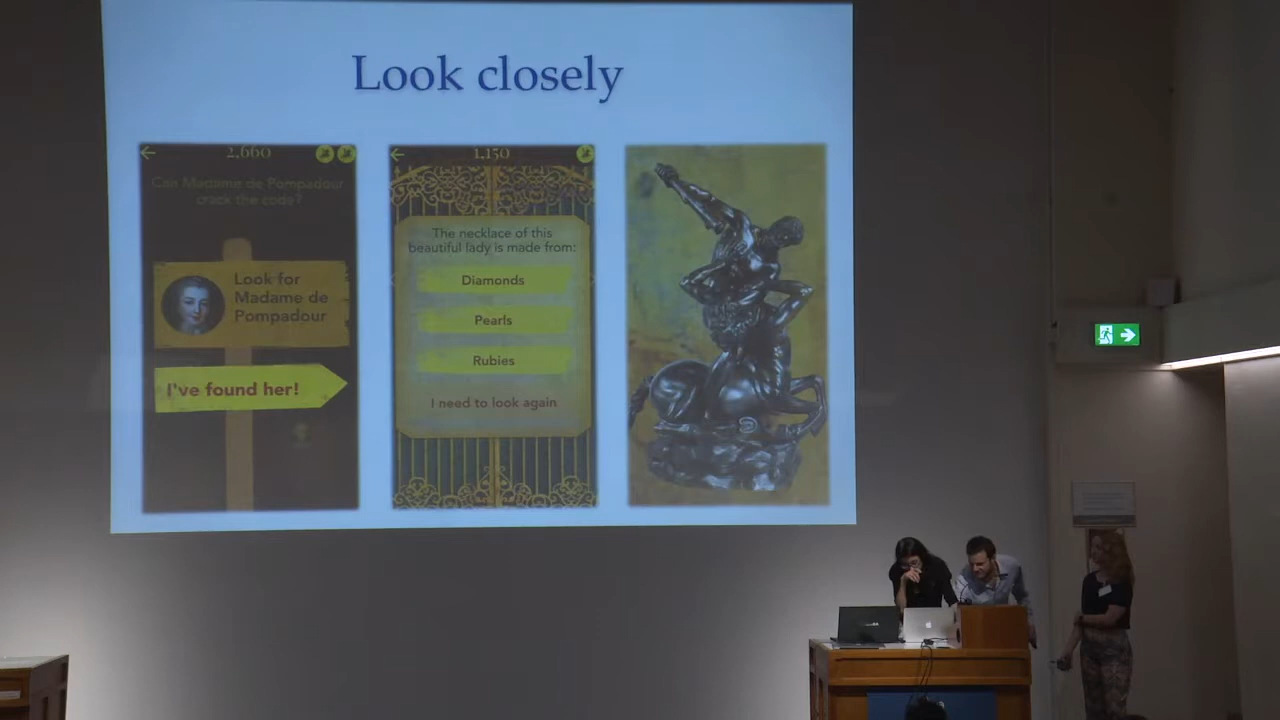 Look closely
2,660
Can Madame de Pompadour
crack the code?
Look for
Madame de
Pompadour
I've found her!
1,150
The necklace of this
beautiful lady is made from:
Diamonds
Pearls
Rubies
I need to look again